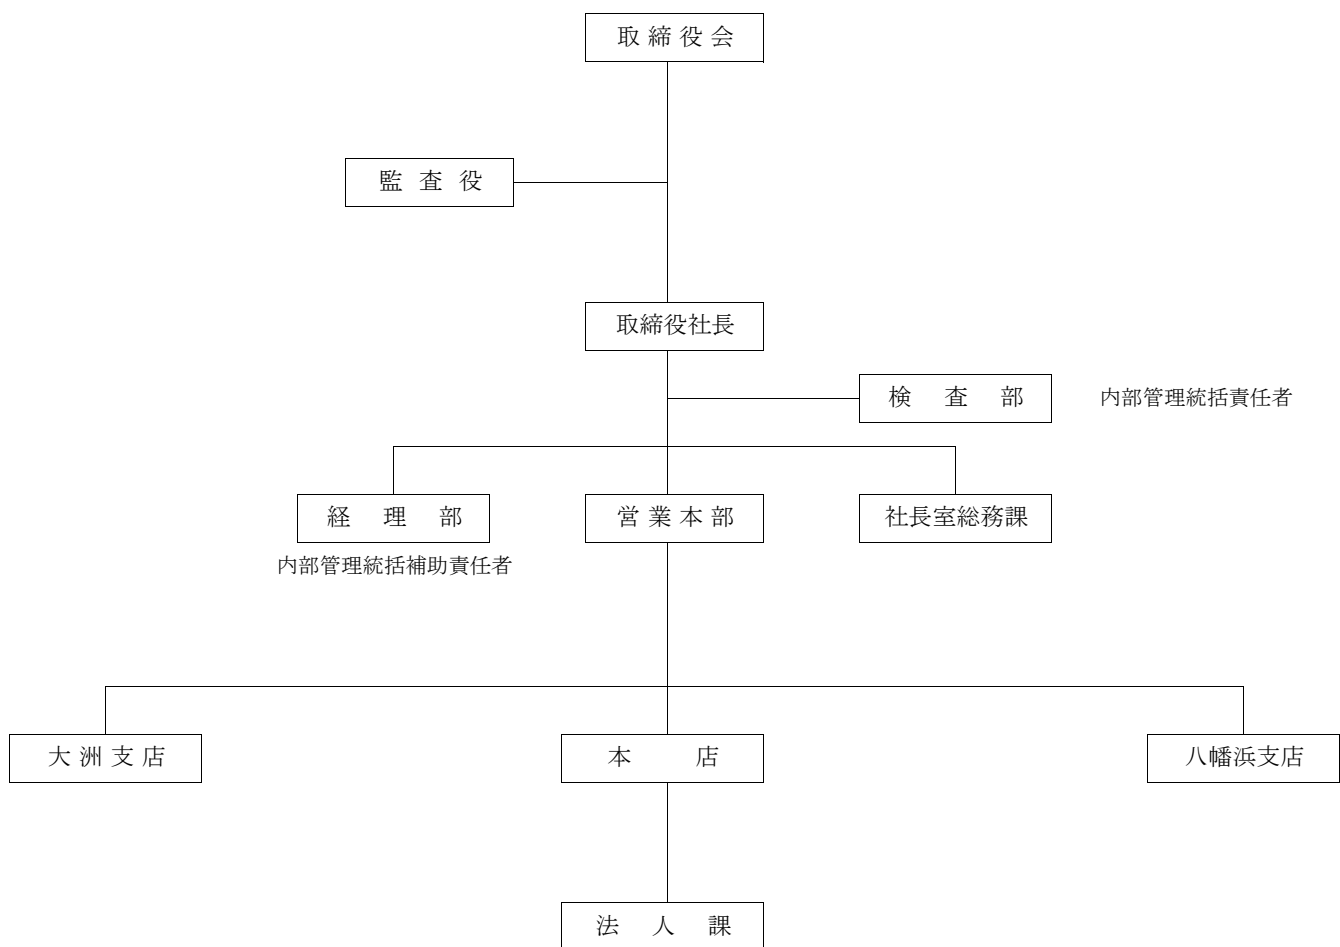 取締役会
監査役
取締役社長
検査部
内部管理統括責任者
経理部
営業本部
社長室総務課
内部管理統括補助責任者
大洲支店
本店
八幡浜支店
法人課